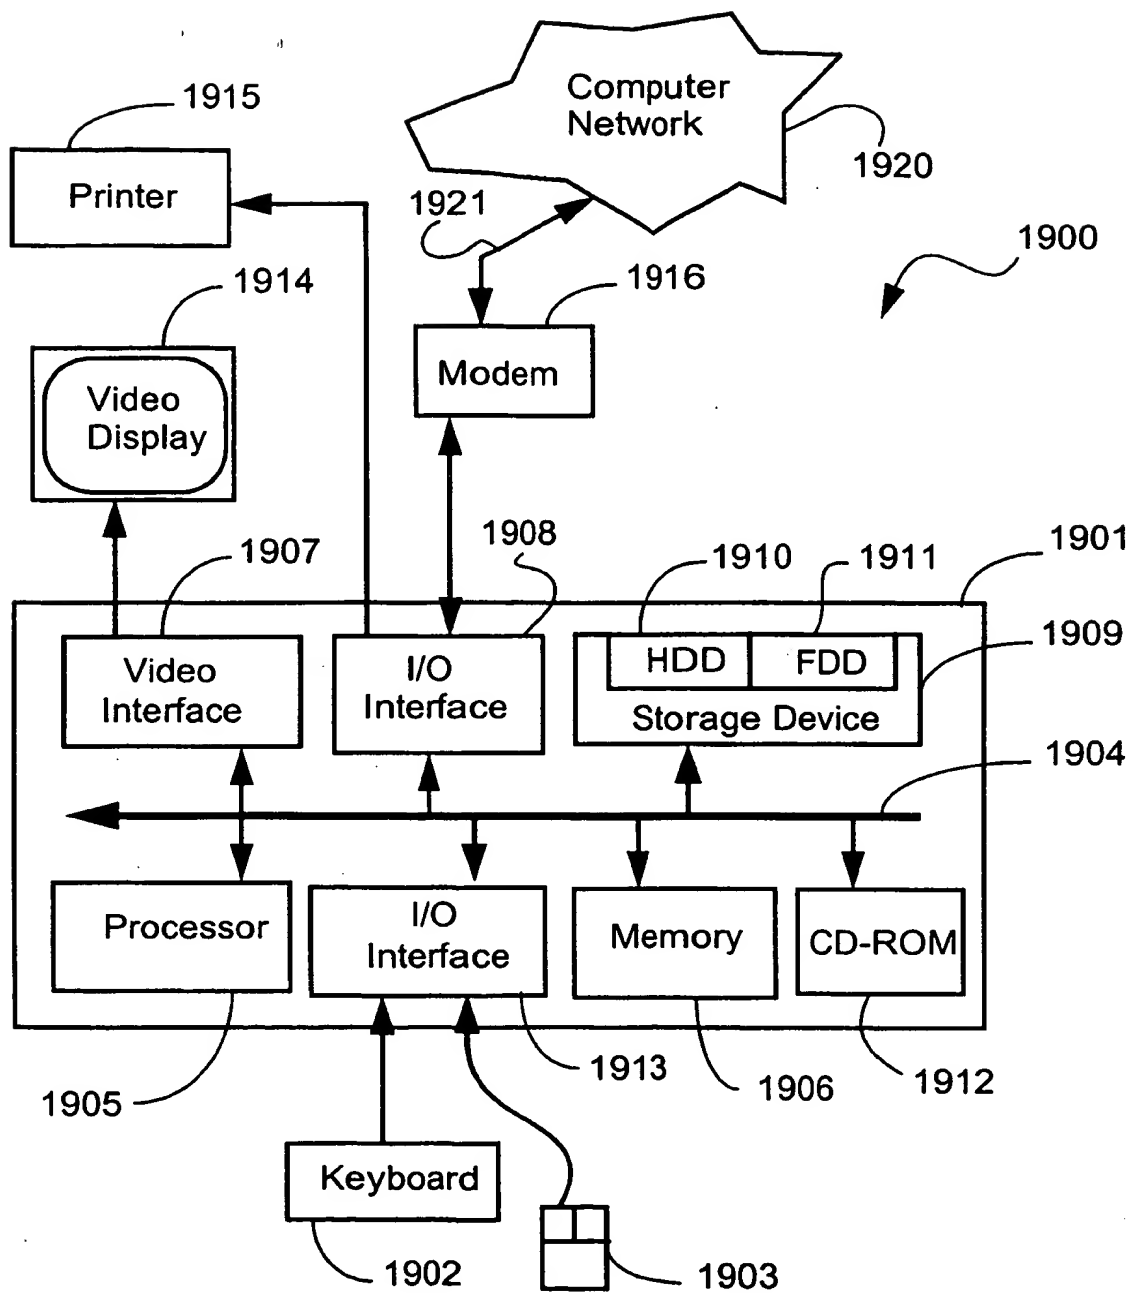 Computer
Network
1920
1915
Printer
1921
1900
1914
1916
Video
Display
Modem
1907
1908
1910
1911
1901
Video
Interface
I/O
Interface
HDD
FDD
Storage Device
1909
1904
Processor
I/O
Interface
Memory
CD-ROM
1905
1913
1906
1912
Keyboard
1902
1903